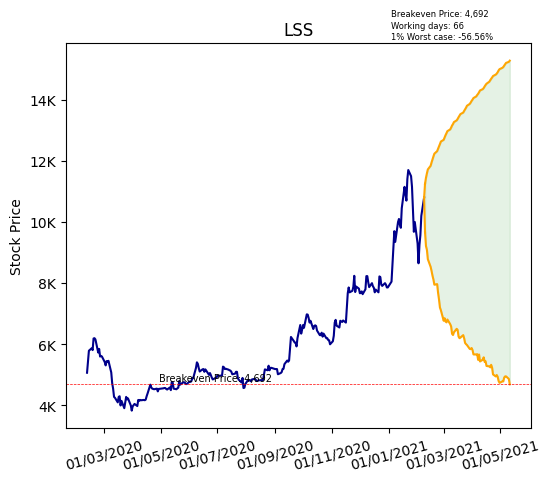 Breakeven Price: 4,692
Working days: 66
1% Worst case: -56.56%
LSS
Stock Price
14K
12K
10K
8K
6K
4K
Breakeven Price: 4,692
01/03/2020
01/05/2020
01/07/2020
01/09/2020
01/11/2020
01/01/2021
01/03/2021
01/05/2021